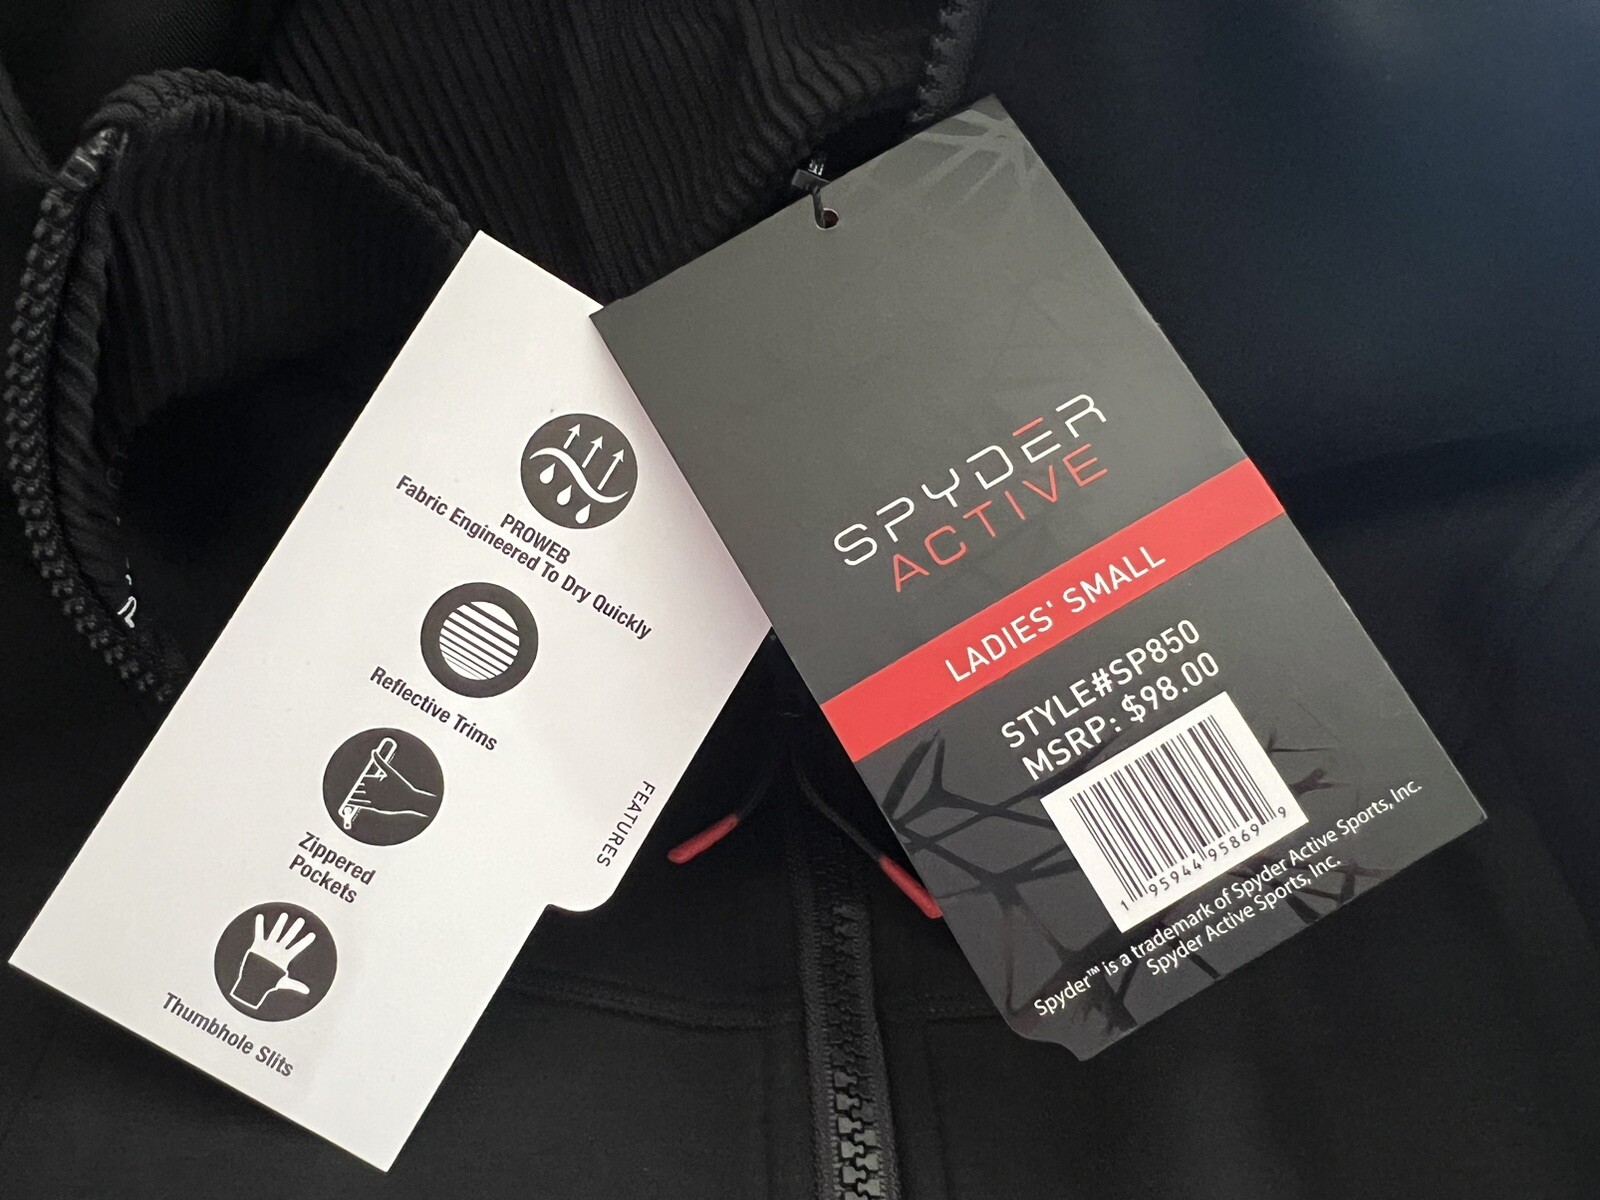 PROWEB
Fabric Engineered To Dry Quickly
Reflective Trims
Zippered
Pockets
Thumbhole Slits
FEATURES
SPYDER
ACTIVE
LADIES' SMALL
STYLE#SP850
MSRP: $98.00
1 95944 95869 9
Spyder™ is a trademark of Spyder Active Sports, Inc.
Spyder Active Sports, Inc.